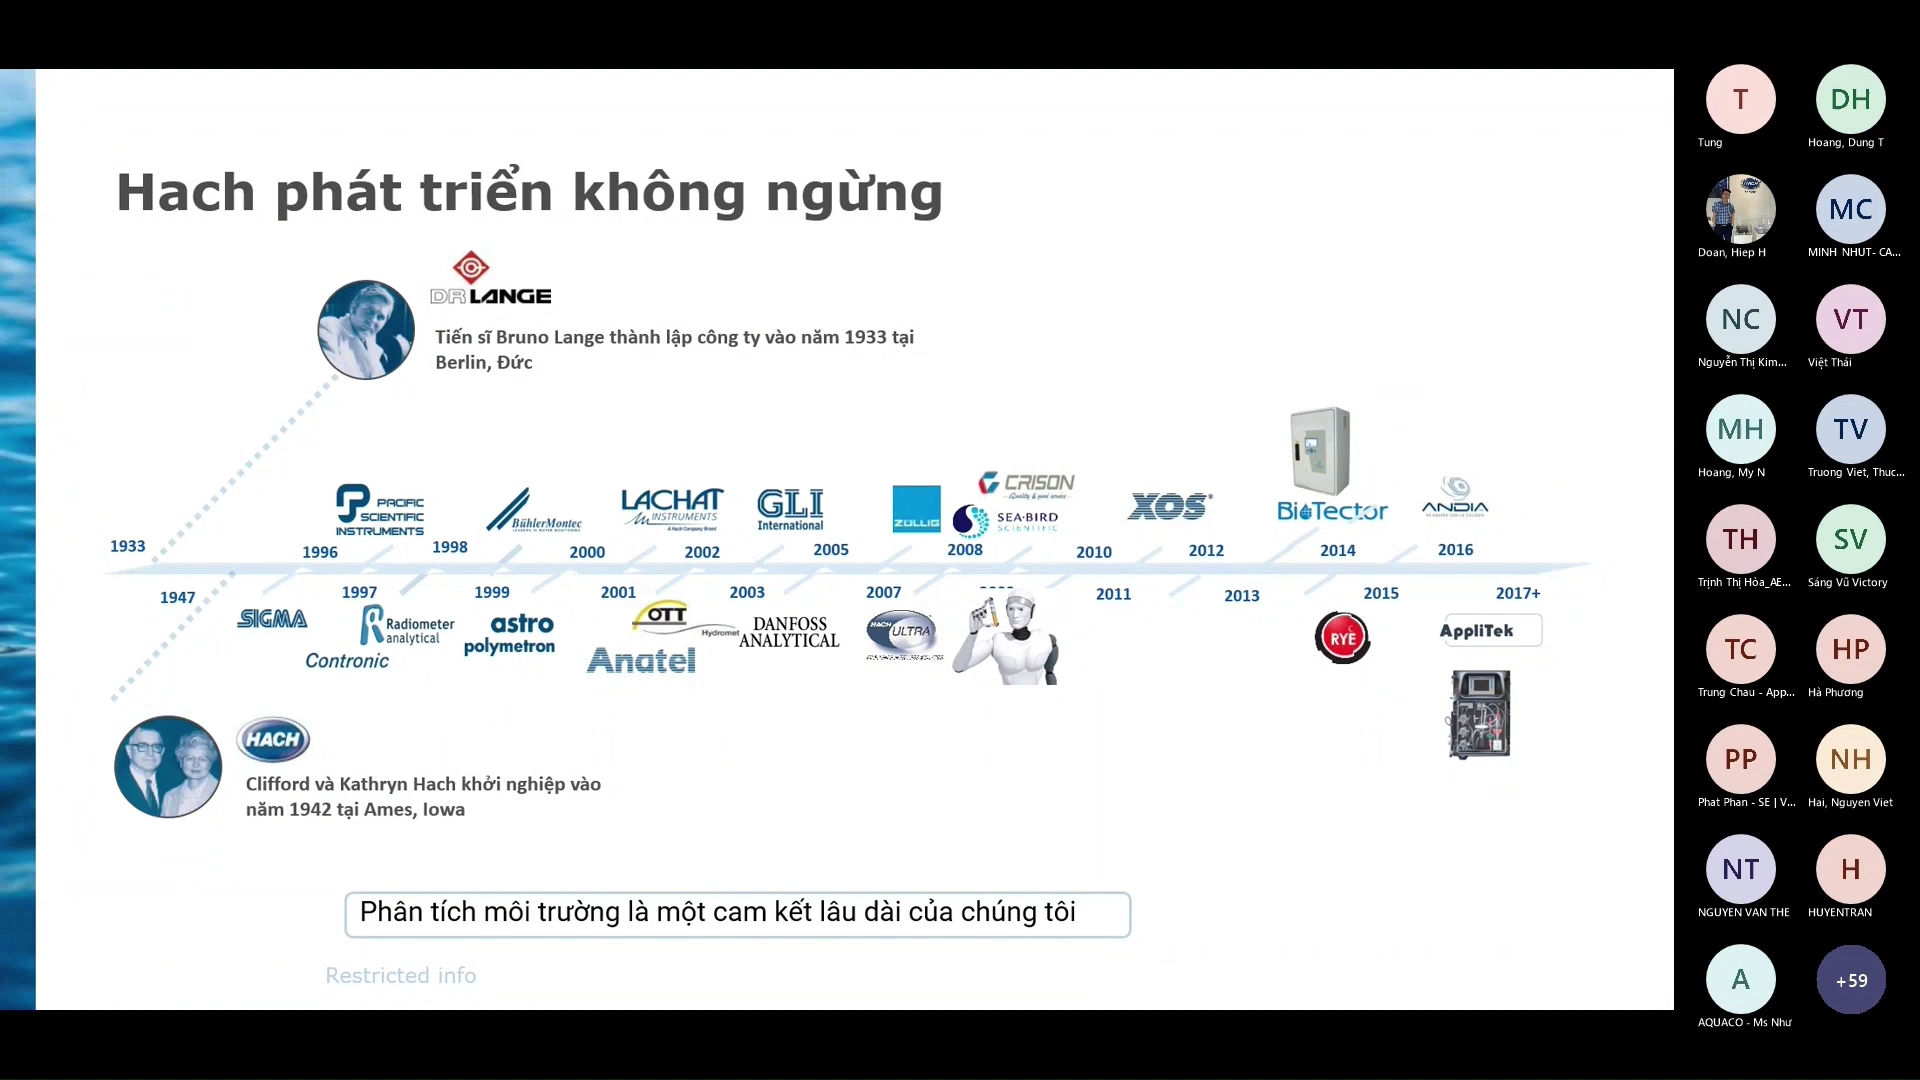 Hach phát triển không ngừng
DR LANGE
Tiến sĩ Bruno Lange thành lập công ty vào năm 1933 tại
Berlin, Đức
PACIFIC
SCIENTIFIC
INSTRUMENTS
BühlerMontec
LACHAT
INSTRUMENTS
A Hach Company Brand
GLI
International
ZÜLLIG
CRISON
Quality & good service
SEA-BIRD
SCIENTIFIC
XOS®
BioTector
ANDIA
1933
1996
1998
2000
2002
2005
2008
2010
2012
2014
2016
1947
1997
1999
2001
2003
2007
2011
2013
2015
2017+
SIGMA
Radiometer
analytical
Contronic
astro
polymetron
OTT
Hydromet
Anatel
DANFOSS
ANALYTICAL
HACH
ULTRA
RYE
AppliTek
HACH
Clifford và Kathryn Hach khởi nghiệp vào
năm 1942 tại Ames, Iowa
Phân tích môi trường là một cam kết lâu dài của chúng tôi
Restricted info
T
Tung
DH
Hoang, Dung T
HACH
Doan, Hiep H
MC
MINH NHUT- CA...
NC
Nguyễn Thị Kim...
VT
Việt Thái
MH
Hoang, My N
TV
Truong Viet, Thuc...
TH
Trịnh Thị Hòa_AE...
SV
Sáng Vũ Victory
TC
Trung Chau - App...
HP
Hà Phương
PP
Phat Phan - SE | V...
NH
Hai, Nguyen Viet
NT
NGUYEN VAN THE
H
HUYENTRAN
A
AQUACO - Ms Như
+59